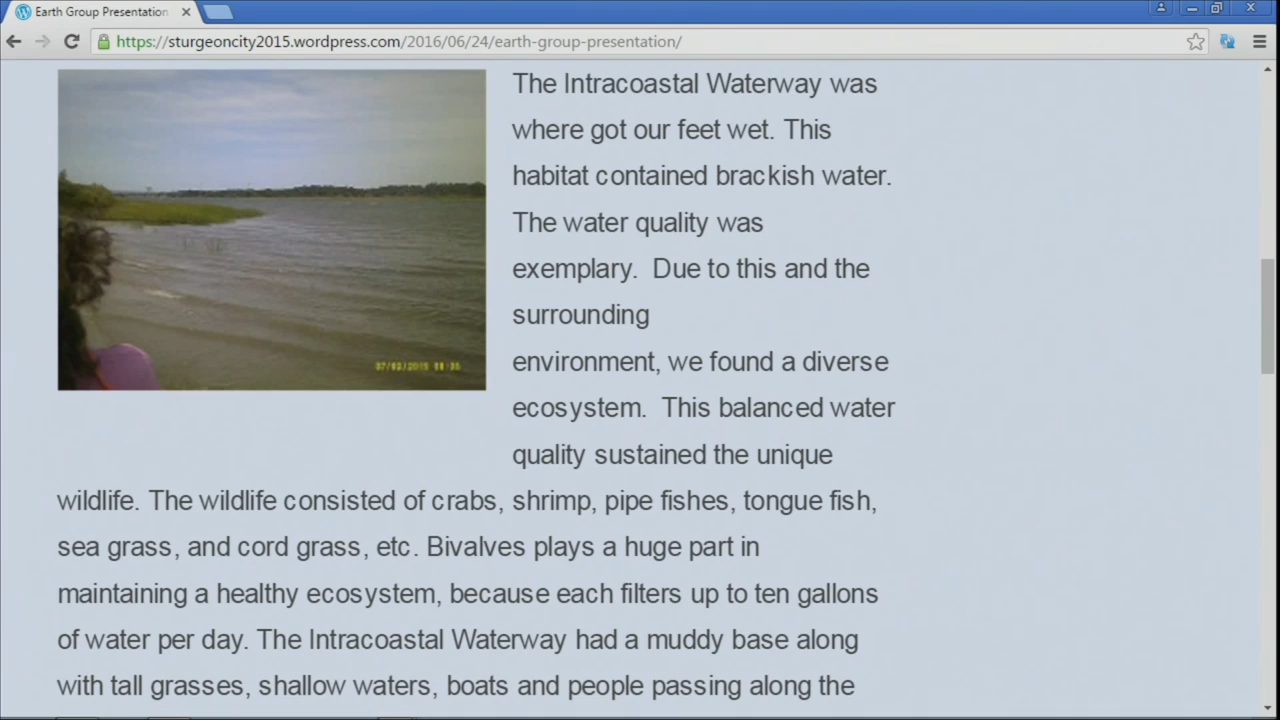 Earth Group Presentation
https://sturgeoncity2015.wordpress.com/2016/06/24/earth-group-presentation/
The Intracoastal Waterway was
where got our feet wet. This
habitat contained brackish water.
The water quality was
exemplary.  Due to this and the
surrounding
environment, we found a diverse
ecosystem.  This balanced water
quality sustained the unique
wildlife. The wildlife consisted of crabs, shrimp, pipe fishes, tongue fish,
sea grass, and cord grass, etc. Bivalves plays a huge part in
maintaining a healthy ecosystem, because each filters up to ten gallons
of water per day. The Intracoastal Waterway had a muddy base along
with tall grasses, shallow waters, boats and people passing along the